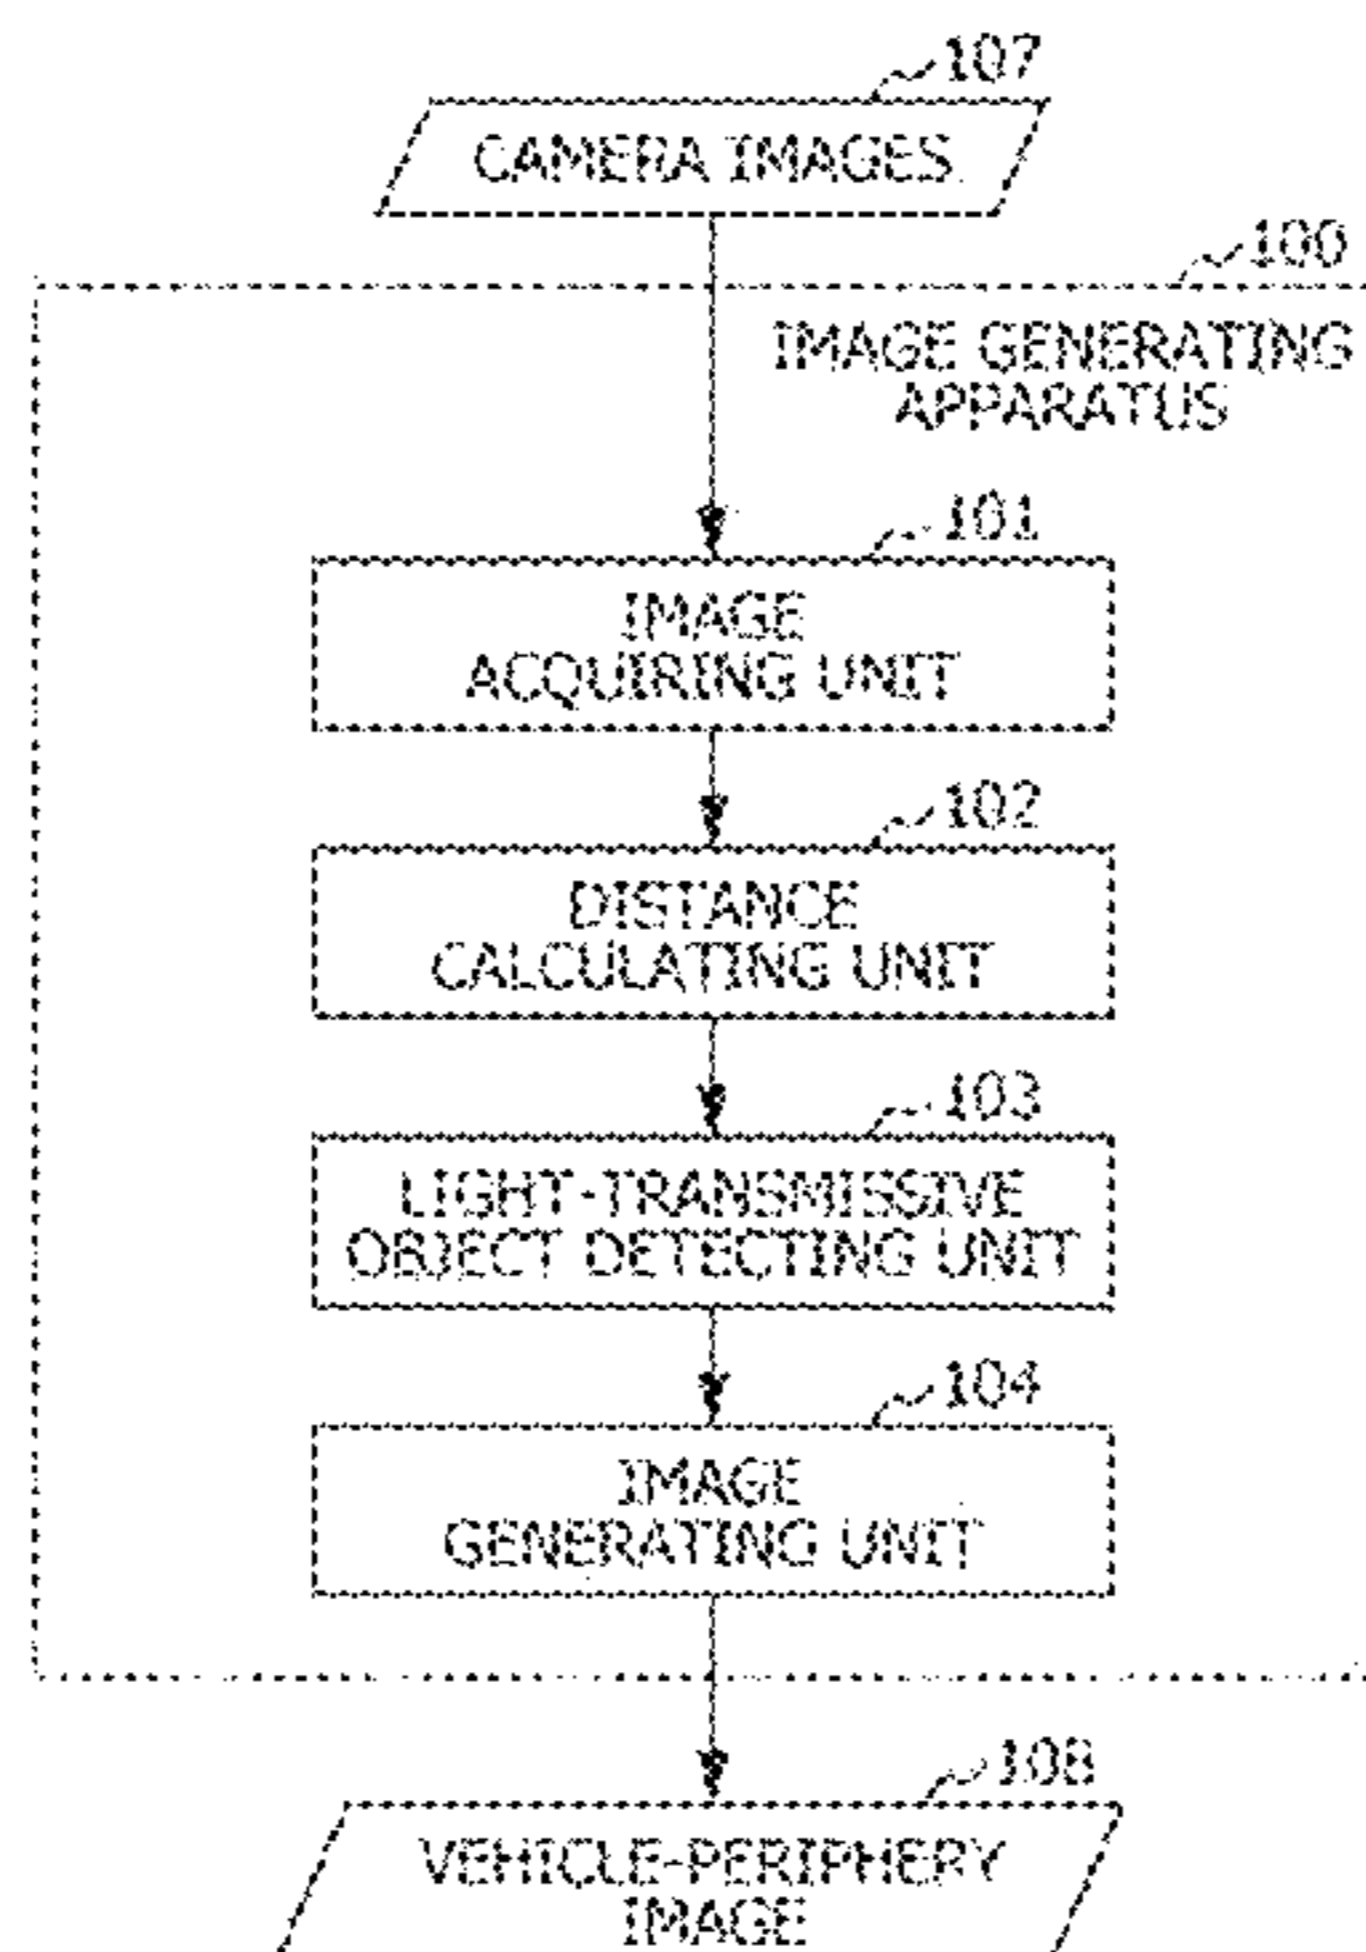 107
CAMERA IMAGES
100
IMAGE GENERATING
APPARATUS
101
IMAGE
ACQUIRING UNIT
102
DISTANCE
CALCULATING UNIT
103
LIGHT-TRANSMISSIVE
OBJECT DETECTING UNIT
104
IMAGE
GENERATING UNIT
108
VEHICLE-PERIPHERY
IMAGE